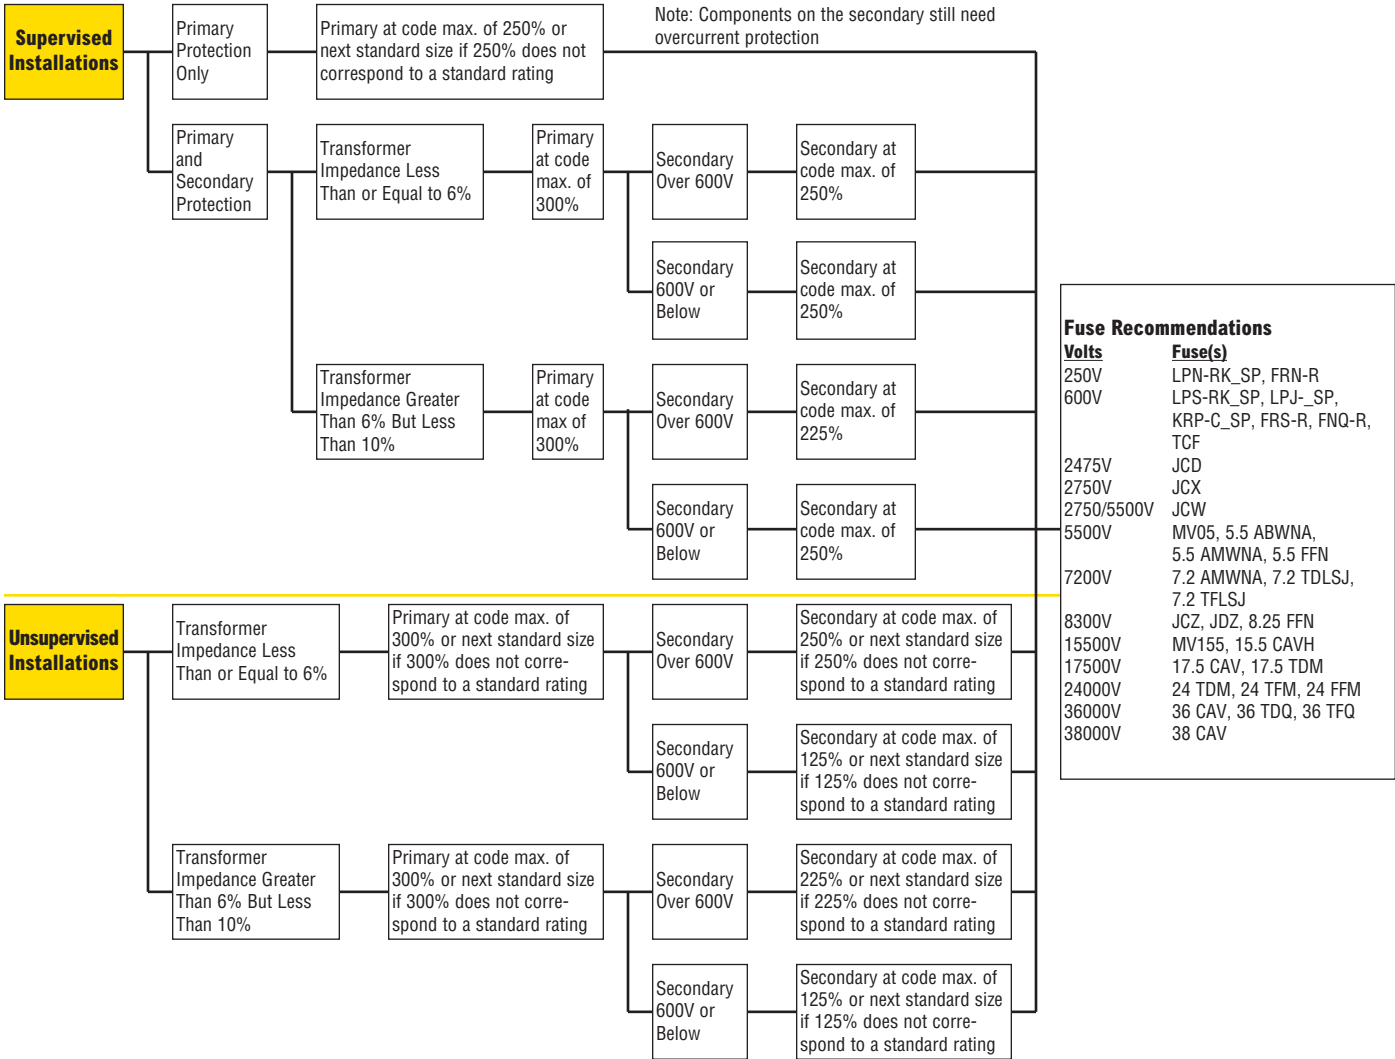 Supervised
Installations
Primary
Protection
Only
Primary at code max. of 250% or
next standard size if 250% does not
correspond to a standard rating
Note: Components on the secondary still need
overcurrent protection
Primary
and
Secondary
Protection
Transformer
Impedance Less
Than or Equal to 6%
Primary
at code
max. of
300%
Secondary
Over 600V
Secondary at
code max. of
250%
Secondary
600V or
Below
Secondary at
code max. of
250%
Transformer
Impedance Greater
Than 6% But Less
Than 10%
Primary
at code
max of
300%
Secondary
Over 600V
Secondary at
code max. of
225%
Secondary
600V or
Below
Secondary at
code max. of
250%
Unsupervised
Installations
Transformer
Impedance Less
Than or Equal to 6%
Primary at code max. of
300% or next standard size
if 300% does not corre-
spond to a standard rating
Secondary
Over 600V
Secondary at code max. of
250% or next standard size
if 250% does not corre-
spond to a standard rating
Secondary
600V or
Below
Secondary at code max. of
125% or next standard size
if 125% does not corre-
spond to a standard rating
Transformer
Impedance Greater
Than 6% But Less
Than 10%
Primary at code max. of
300% or next standard size
if 300% does not corre-
spond to a standard rating
Secondary
Over 600V
Secondary at code max. of
225% or next standard size
if 225% does not corre-
spond to a standard rating
Secondary
600V or
Below
Secondary at code max. of
125% or next standard size
if 125% does not corre-
spond to a standard rating
Fuse Recommendations
Volts Fuse(s)
250V LPN-RK_SP, FRN-R
600V LPS-RK_SP, LPJ-_SP,
KRP-C_SP, FRS-R, FNQ-R,
TCF
2475V JCD
2750V JCX
2750/5500V JCW
5500V MV05, 5.5 ABWNA,
5.5 AMWNA, 5.5 FFN
7200V 7.2 AMWNA, 7.2 TDLSJ,
7.2 TFLSJ
8300V JCZ, JDZ, 8.25 FFN
15500V MV155, 15.5 CAVH
17500V 17.5 CAV, 17.5 TDM
24000V 24 TDM, 24 TFM, 24 FFM
36000V 36 CAV, 36 TDQ, 36 TFQ
38000V 38 CAV